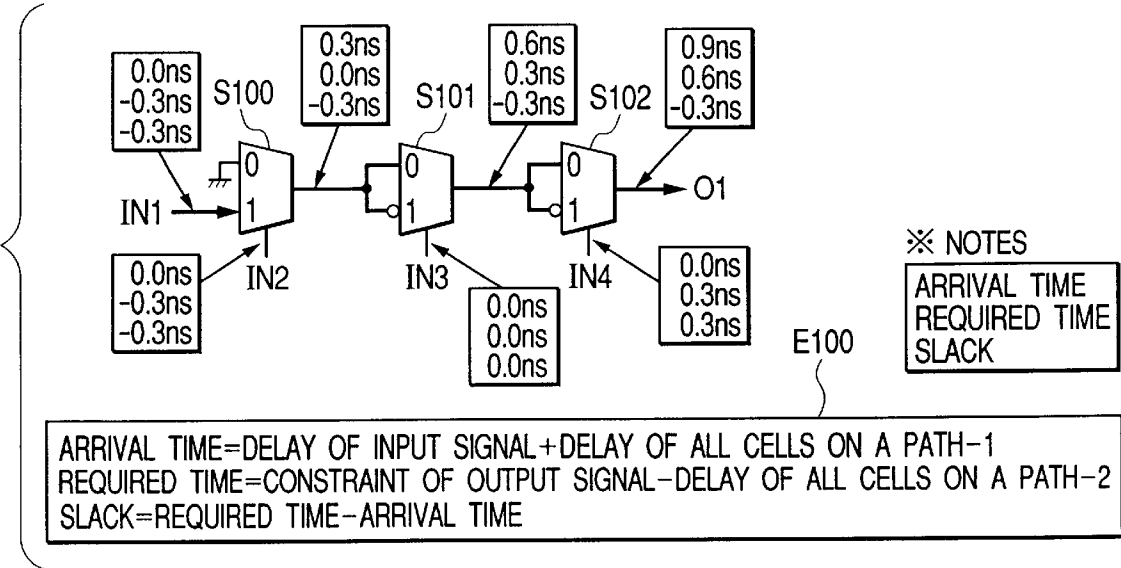 0.0ns
-0.3ns
-0.3ns
S100
0.3ns
0.0ns
-0.3ns
S101
0.6ns
0.3ns
-0.3ns
S102
0.9ns
0.6ns
-0.3ns
0
1
0
1
0
1
IN1
O1
IN2
IN3
IN4
0.0ns
-0.3ns
-0.3ns
0.0ns
0.0ns
0.0ns
0.0ns
0.3ns
0.3ns
※ NOTES
ARRIVAL TIME
REQUIRED TIME
SLACK
E100
ARRIVAL TIME=DELAY OF INPUT SIGNAL+DELAY OF ALL CELLS ON A PATH-1
REQUIRED TIME=CONSTRAINT OF OUTPUT SIGNAL-DELAY OF ALL CELLS ON A PATH-2
SLACK=REQUIRED TIME-ARRIVAL TIME